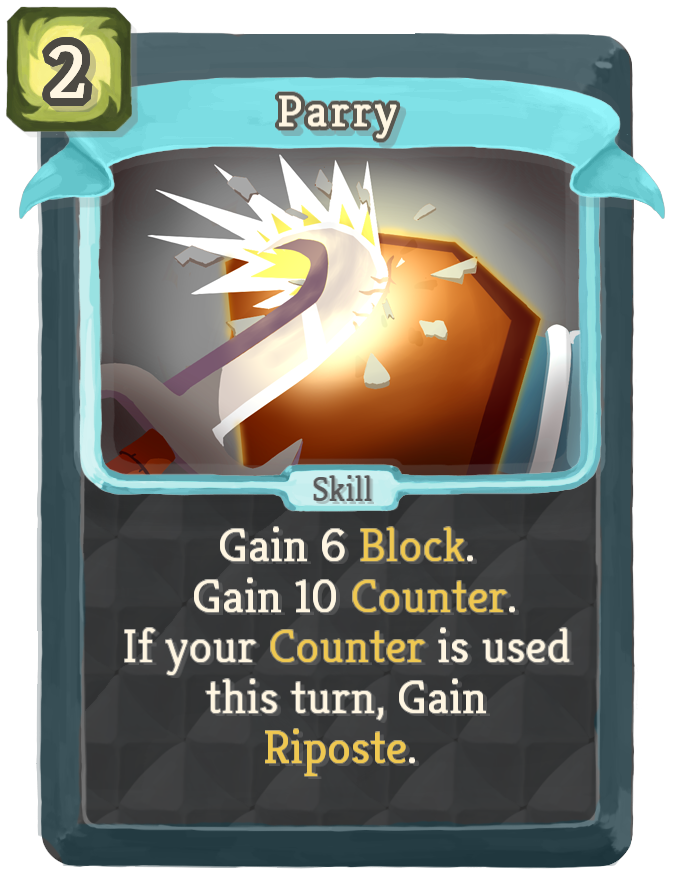 2
Parry
Skill
Gain 6 Block.
Gain 10 Counter.
If your Counter is used
this turn, Gain
Riposte.